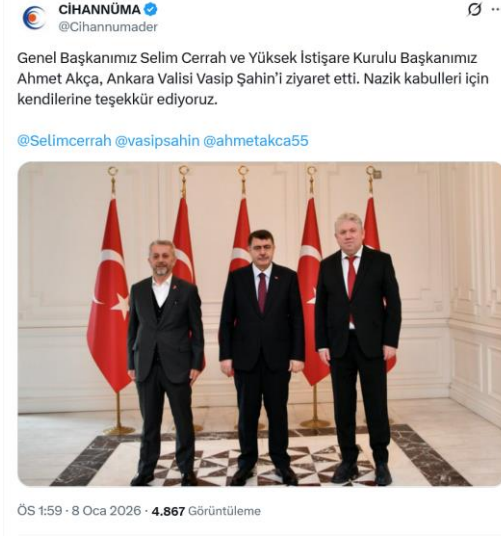 CİHANNÜMA
@Cihannumader
Genel Başkanımız Selim Cerrah ve Yüksek İstişare Kurulu Başkanımız
Ahmet Akça, Ankara Valisi Vasip Şahin’i ziyaret etti. Nazik kabulleri için
kendilerine teşekkür ediyoruz.
@Selimcerrah @vasipsahin @ahmetakca55
ÖS 1:59 · 8 Oca 2026 · 4.867 Görüntüleme